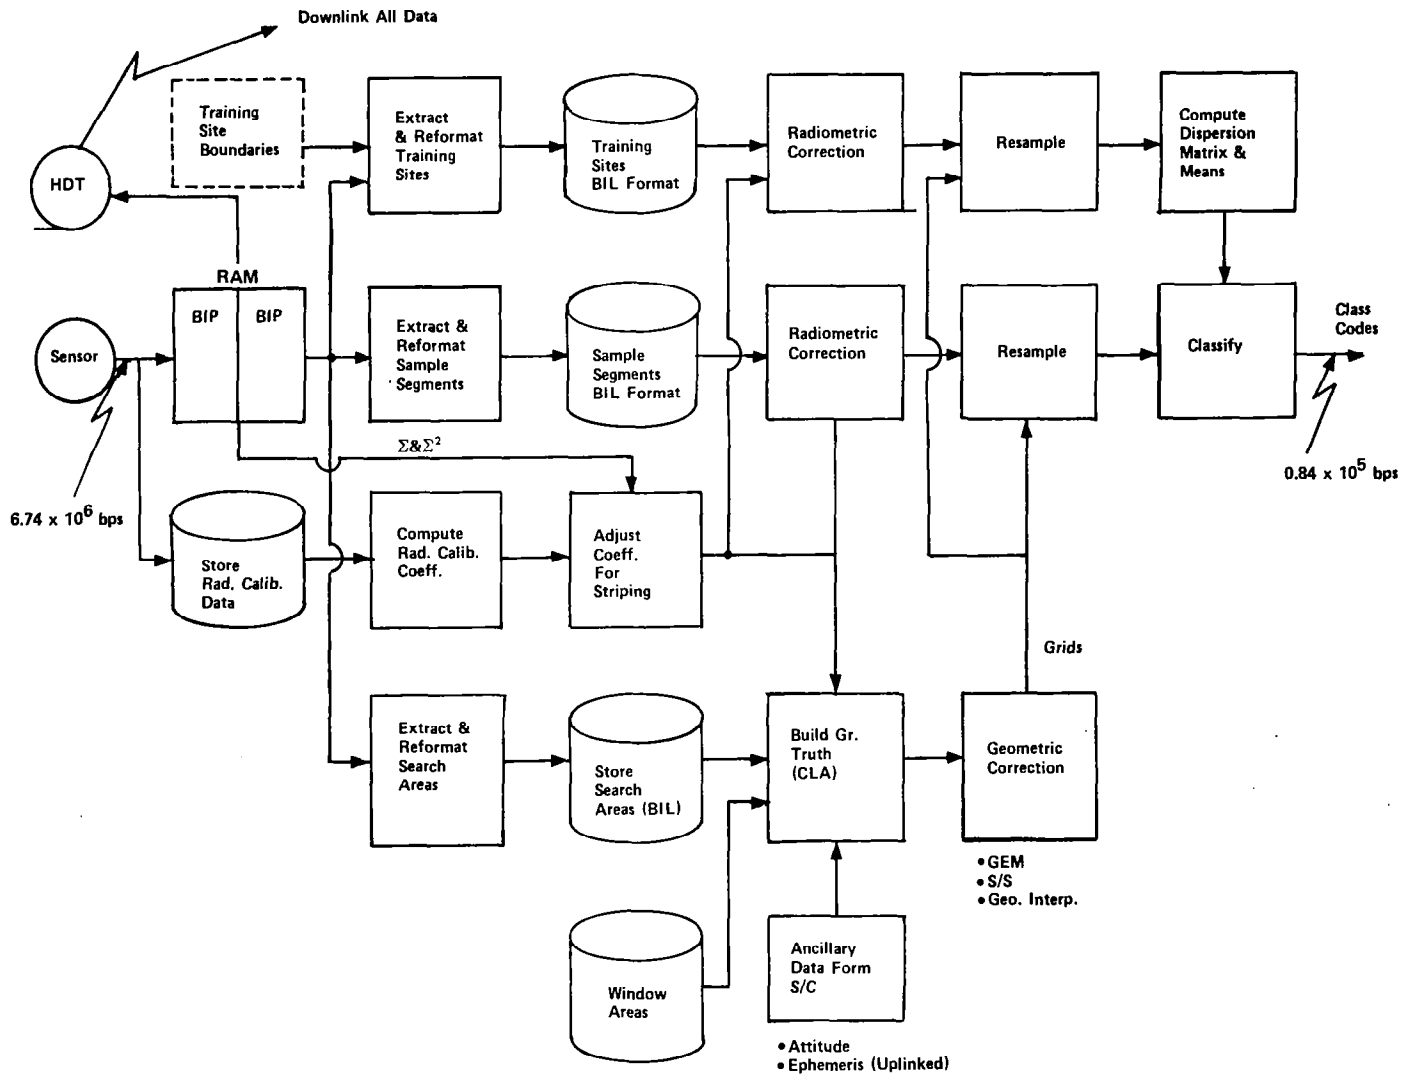 Downlink All Data
HDT
Training
Site
Boundaries
Extract
& Reformat
Training
Sites
Training
Sites
BIL Format
Radiometric
Correction
Resample
Compute
Dispersion
Matrix &
Means
RAM
Sensor
BIP
BIP
Extract &
Reformat
Sample
Segments
Sample
Segments
BIL Format
Radiometric
Correction
Resample
Classify
Class
Codes
6.74 x 10^6 bps
Σ&Σ²
0.84 x 10^5 bps
Store
Rad. Calib.
Data
Compute
Rad. Calib.
Coeff.
Adjust
Coeff.
For
Striping
Grids
Extract &
Reformat
Search
Areas
Store
Search
Areas (BIL)
Build Gr.
Truth
(CLA)
Geometric
Correction
• GEM
• S/S
• Geo. Interp.
Window
Areas
Ancillary
Data Form
S/C
• Attitude
• Ephemeris (Uplinked)